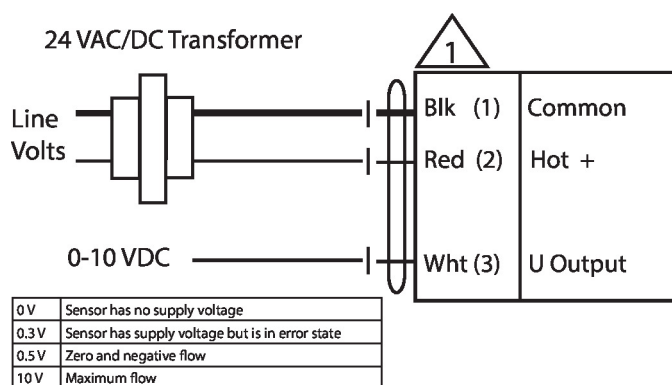 24 VAC/DC Transformer
1
Line
Volts
Blk (1) Common
Red (2) Hot +
0-10 VDC
Wht (3) U Output
0 V Sensor has no supply voltage
0.3 V Sensor has supply voltage but is in error state
0.5 V Zero and negative flow
10 V Maximum flow